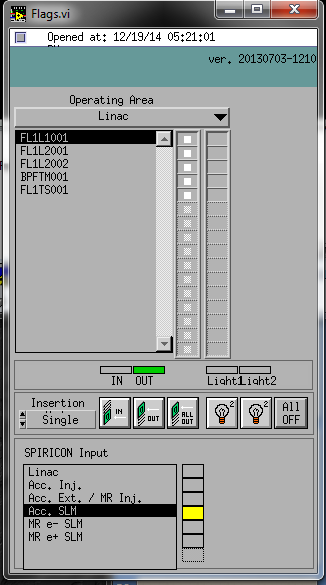 Flags.vi
Opened at: 12/19/14 05:21:01
ver. 20130703-1210
Operating Area
Linac
FL1L1001
FL1L2001
FL1L2002
BPFTM001
FL1TS001
IN OUT Light1 Light2
Insertion
Single
IN OUT ALL OUT 2 2 All OFF
SPIRICON Input
Linac
Acc. Inj.
Acc. Ext. / MR Inj.
Acc. SLM
MR e- SLM
MR e+ SLM